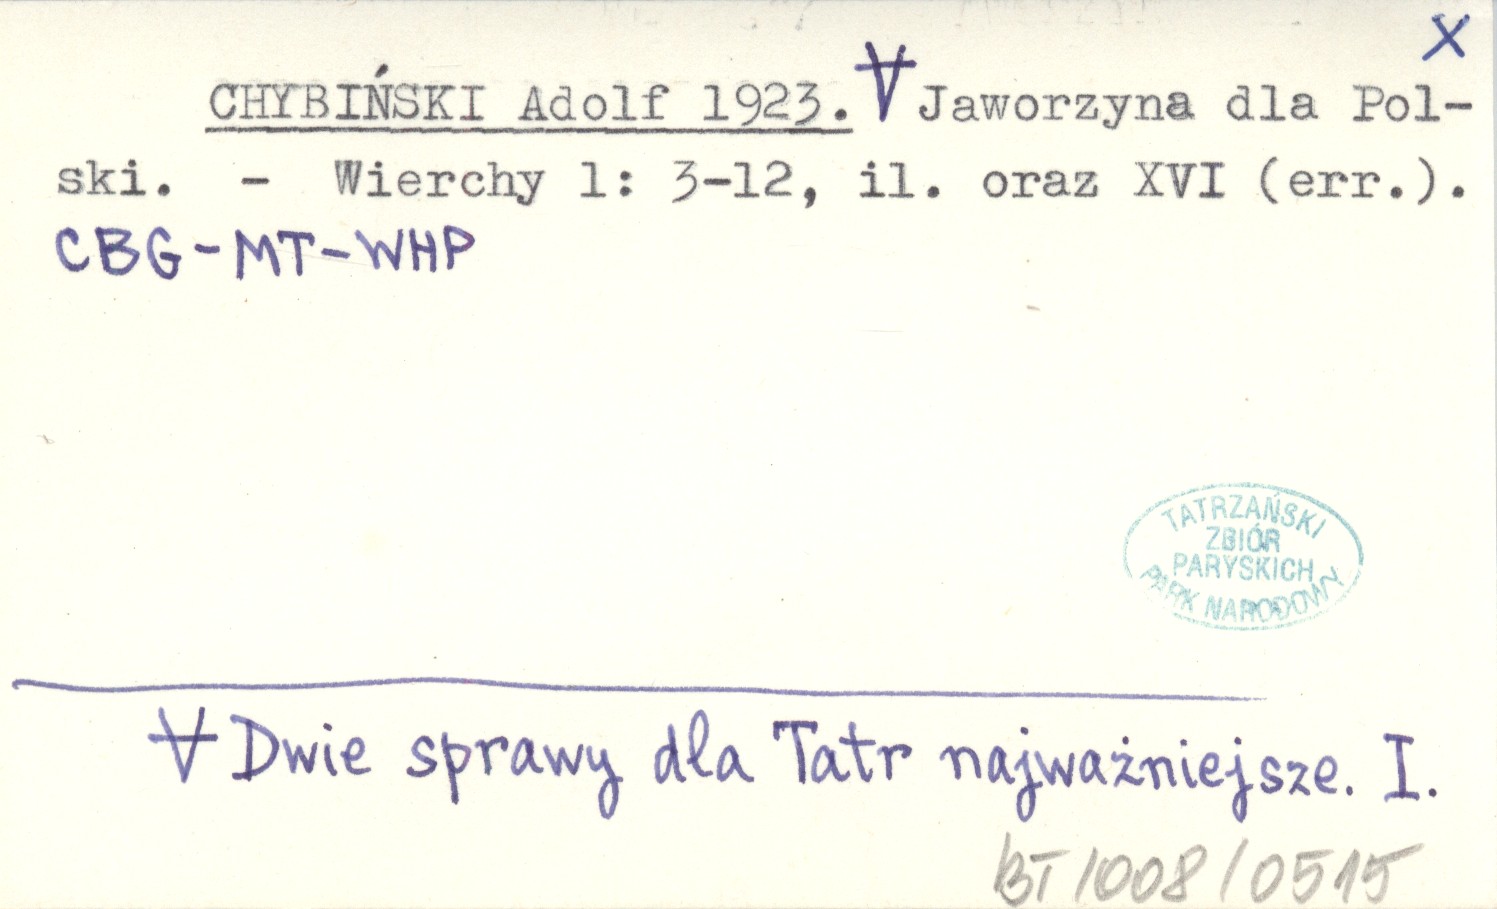 X
CHYBIŃSKI Adolf 1923. ∀ Jaworzyna dla Pol-
ski. - Wierchy 1: 3-12, il. oraz XVI (err.).
CBG-MT-WHP
TATRZAŃSKI
ZBIÓR
PARYSKICH
PARK NARODOWY
∀ Dwie sprawy dla Tatr najważniejsze. I.
BT/008/0515